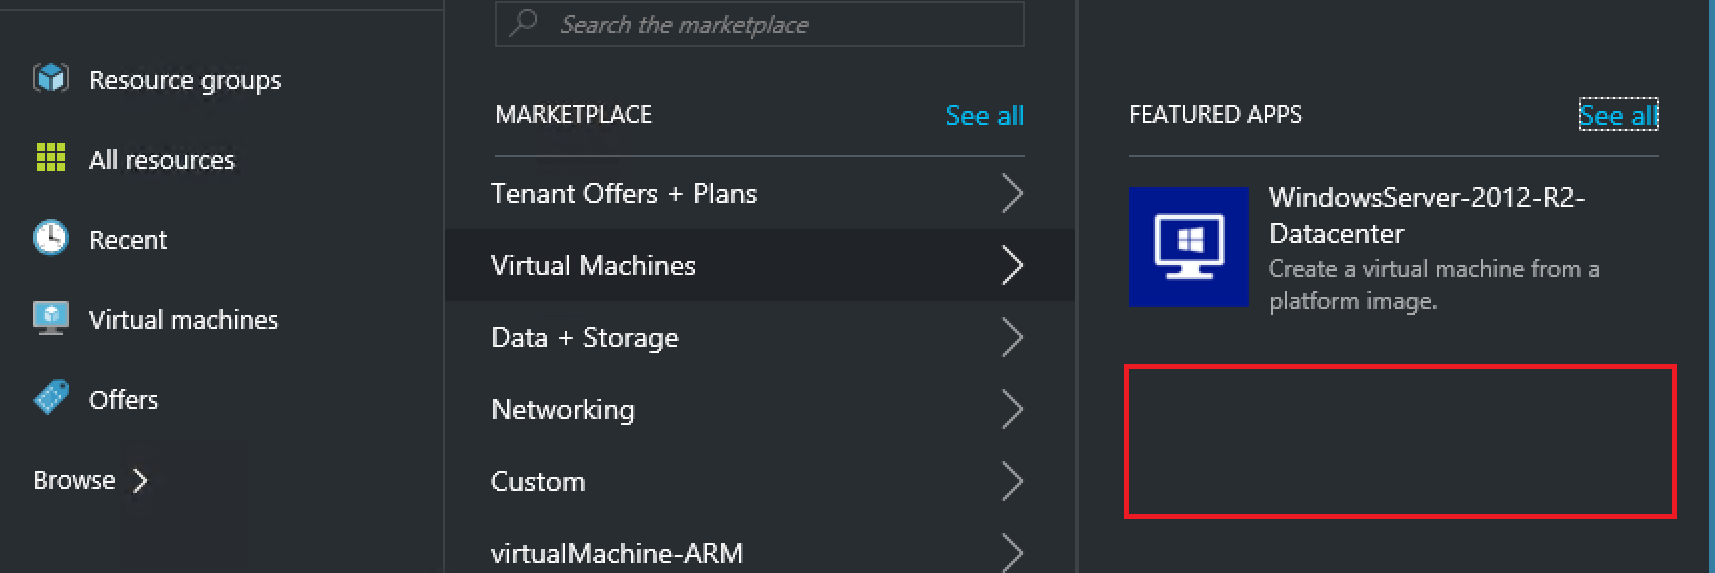 Resource groups
All resources
Recent
Virtual machines
Offers
Browse
Search the marketplace
MARKETPLACE
See all
Tenant Offers + Plans
Virtual Machines
Data + Storage
Networking
Custom
virtualMachine-ARM
FEATURED APPS
See all
WindowsServer-2012-R2-
Datacenter
Create a virtual machine from a
platform image.